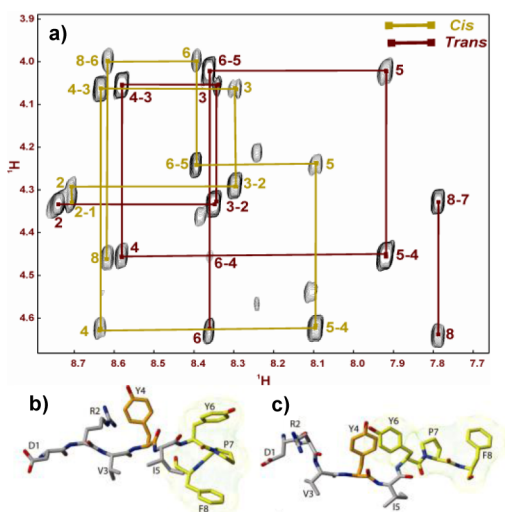 a)
Cis
Trans
3.9
4.0
4.1
4.2
4.3
4.4
4.5
4.6
¹H
8-6
6
6-5
5
4-3
4-3
3
3
6-5
5
2
3-2
2-1
3-2
2
8-7
8
4
6-4
5-4
4
6
5-4
8
8.7
8.6
8.5
8.4
8.3
8.2
8.1
8.0
7.9
7.8
7.7
¹H
b)
Y4
R2
Y6
D1
P7
V3
I5
F8
c)
R2
Y4
Y6
P7
D1
F8
V3
I5